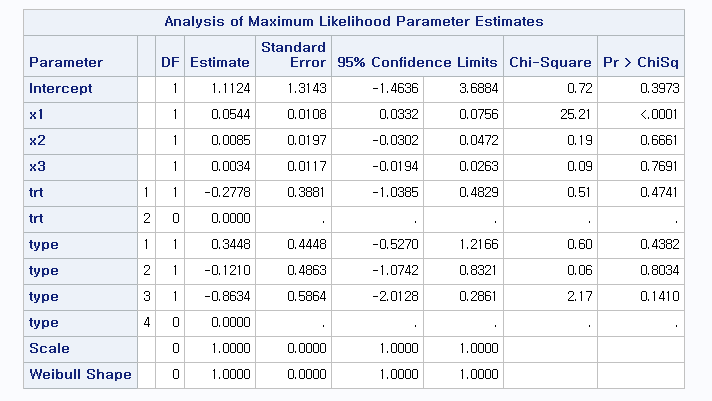 Analysis of Maximum Likelihood Parameter Estimates
Parameter DF Estimate Standard Error 95% Confidence Limits Chi-Square Pr > ChiSq
Intercept 1 1.1124 1.3143 -1.4636 3.6884 0.72 0.3973
x1 1 0.0544 0.0108 0.0332 0.0756 25.21 <.0001
x2 1 0.0085 0.0197 -0.0302 0.0472 0.19 0.6661
x3 1 0.0034 0.0117 -0.0194 0.0263 0.09 0.7691
trt 1 1 -0.2778 0.3881 -1.0385 0.4829 0.51 0.4741
trt 2 0 0.0000 . . . . .
type 1 1 0.3448 0.4448 -0.5270 1.2166 0.60 0.4382
type 2 1 -0.1210 0.4863 -1.0742 0.8321 0.06 0.8034
type 3 1 -0.8634 0.5864 -2.0128 0.2861 2.17 0.1410
type 4 0 0.0000 . . . . .
Scale 0 1.0000 0.0000 1.0000 1.0000
Weibull Shape 0 1.0000 0.0000 1.0000 1.0000